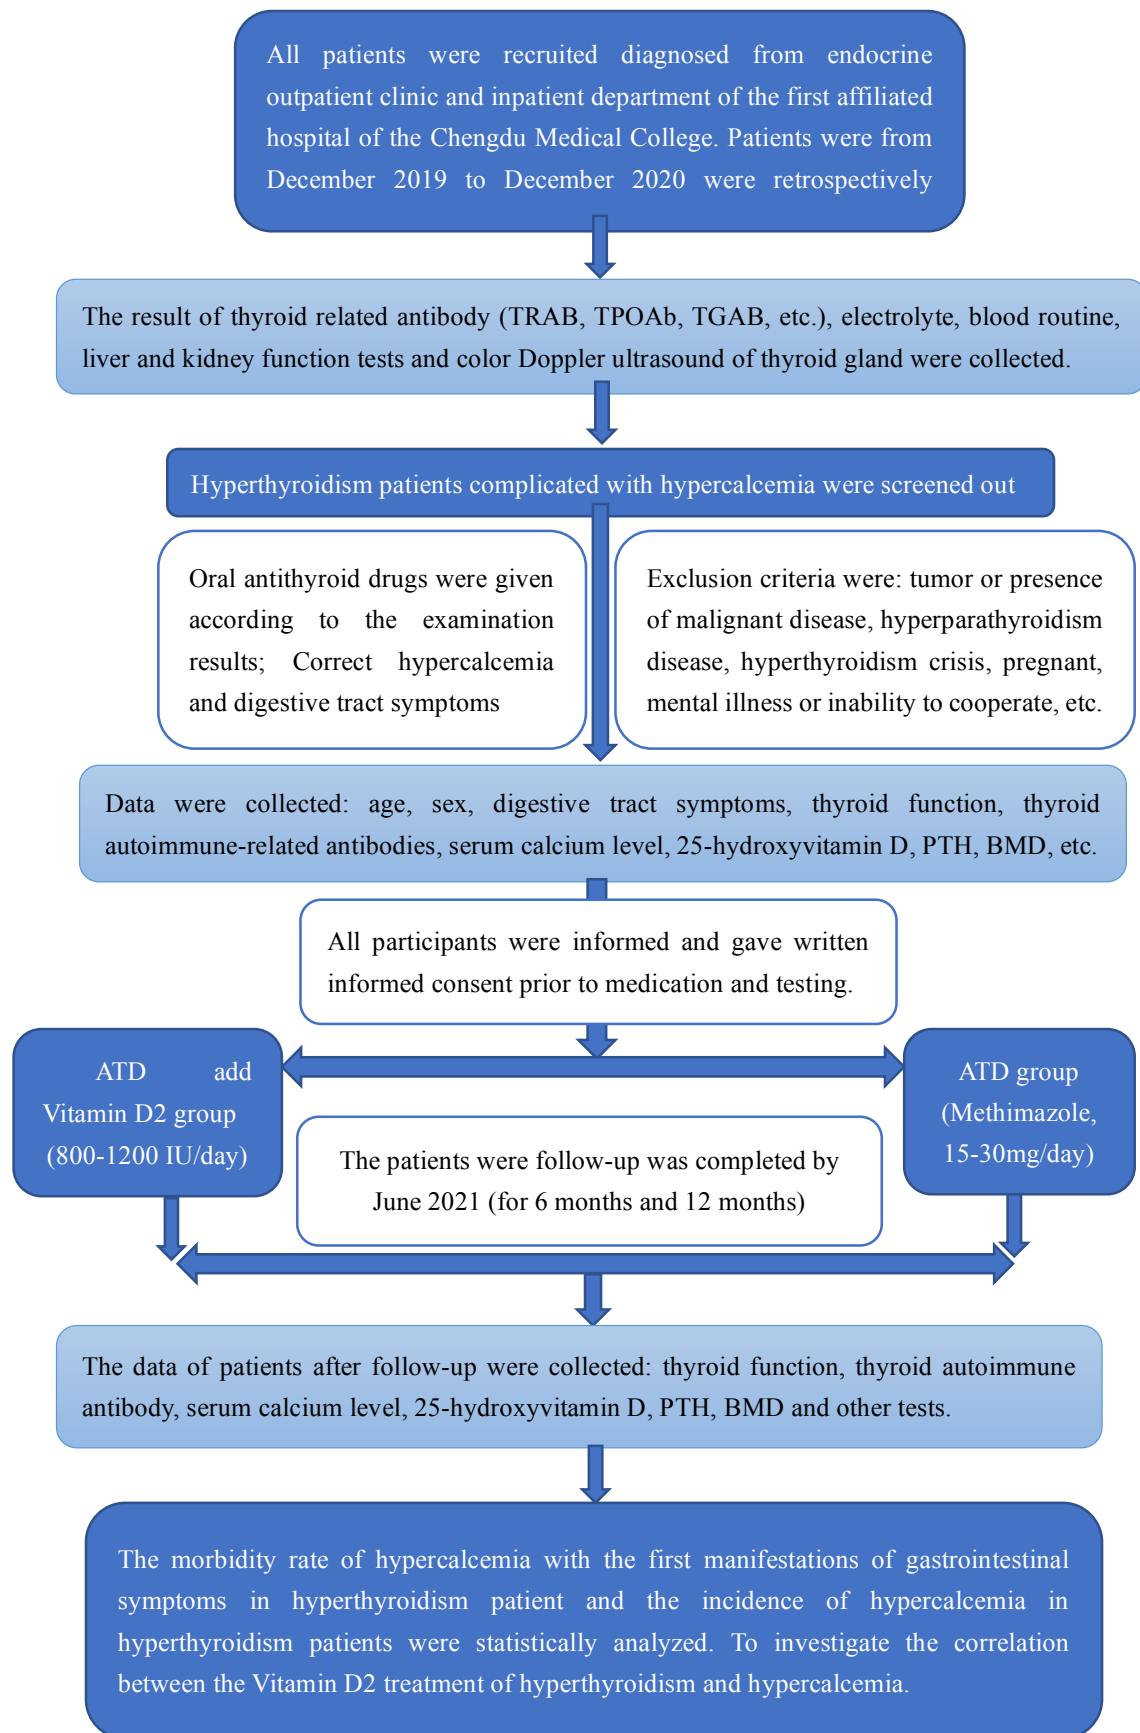 All patients were recruited diagnosed from endocrine
outpatient clinic and inpatient department of the first affiliated
hospital of the Chengdu Medical College. Patients were from
December 2019 to December 2020 were retrospectively
The result of thyroid related antibody (TRAB, TPOAb, TGAB, etc.), electrolyte, blood routine,
liver and kidney function tests and color Doppler ultrasound of thyroid gland were collected.
Hyperthyroidism patients complicated with hypercalcemia were screened out
Oral antithyroid drugs were given
according to the examination
results; Correct hypercalcemia
and digestive tract symptoms
Exclusion criteria were: tumor or presence
of malignant disease, hyperparathyroidism
disease, hyperthyroidism crisis, pregnant,
mental illness or inability to cooperate, etc.
Data were collected: age, sex, digestive tract symptoms, thyroid function, thyroid
autoimmune-related antibodies, serum calcium level, 25-hydroxyvitamin D, PTH, BMD, etc.
All participants were informed and gave written
informed consent prior to medication and testing.
ATD add
Vitamin D2 group
(800-1200 IU/day)
ATD group
(Methimazole,
15-30mg/day)
The patients were follow-up was completed by
June 2021 (for 6 months and 12 months)
The data of patients after follow-up were collected: thyroid function, thyroid autoimmune
antibody, serum calcium level, 25-hydroxyvitamin D, PTH, BMD and other tests.
The morbidity rate of hypercalcemia with the first manifestations of gastrointestinal
symptoms in hyperthyroidism patient and the incidence of hypercalcemia in
hyperthyroidism patients were statistically analyzed. To investigate the correlation
between the Vitamin D2 treatment of hyperthyroidism and hypercalcemia.